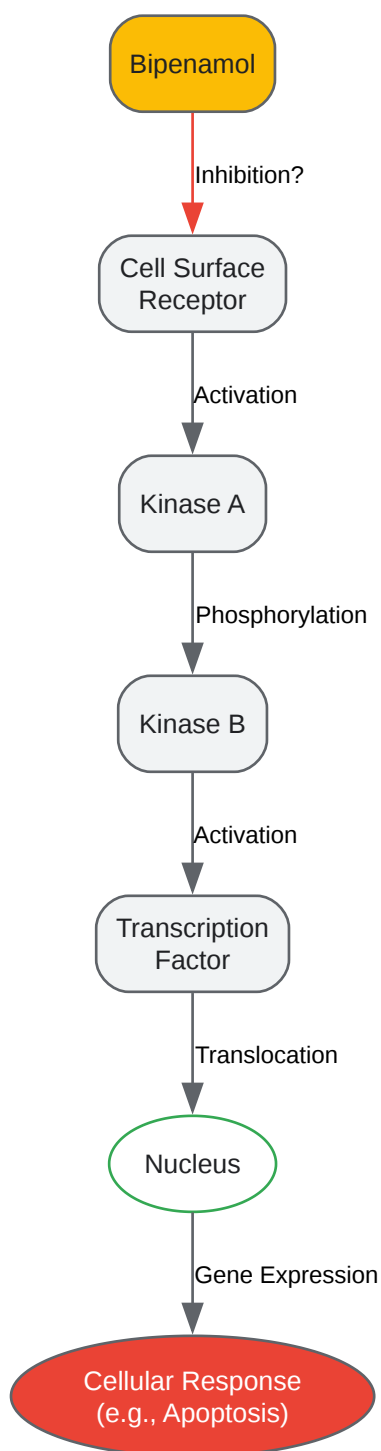 Bipenamol
Inhibition?
Cell Surface
Receptor
Activation
Kinase A
Phosphorylation
Kinase B
Activation
Transcription
Factor
Translocation
Nucleus
Gene Expression
Cellular Response
(e.g., Apoptosis)